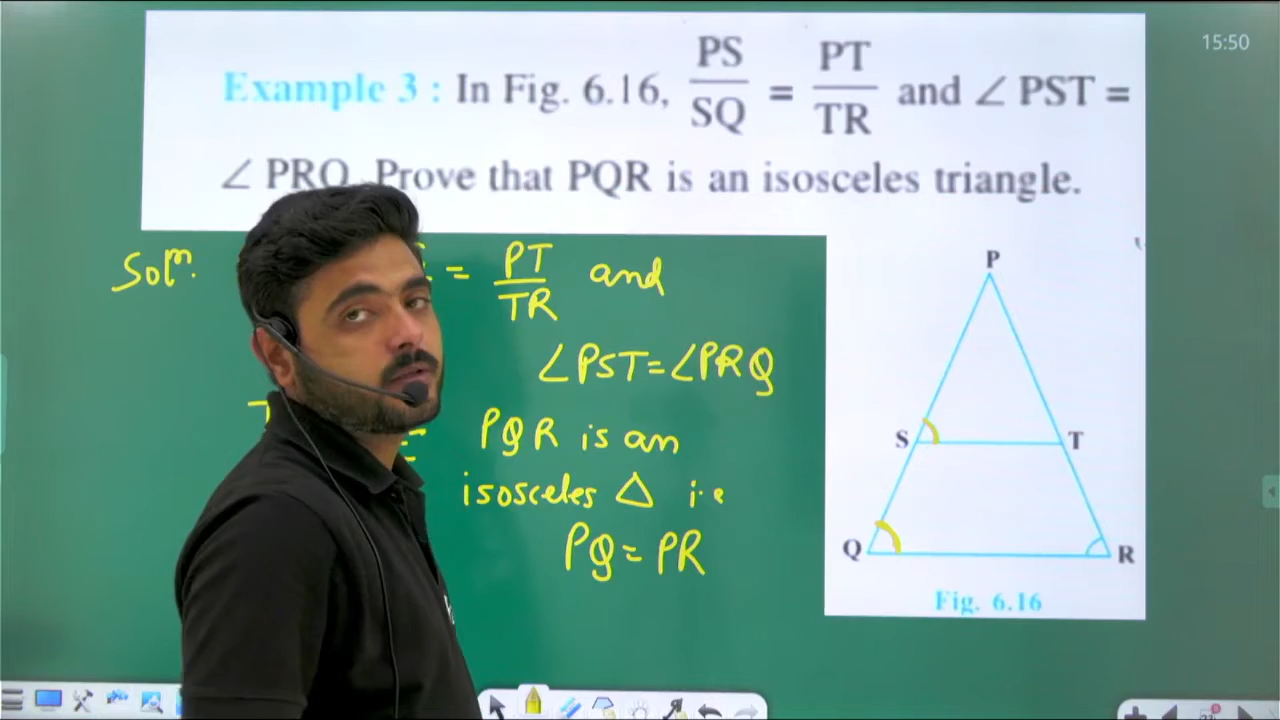 15:50
Example 3 : In Fig. 6.16, PS/SQ = PT/TR and ∠ PST =
∠ PRQ. Prove that PQR is an isosceles triangle.
Soln. = PT/TR and
∠PST=∠PRQ
PQR is an
isosceles △ i.e
PQ=PR
P
S T
Q R
Fig. 6.16